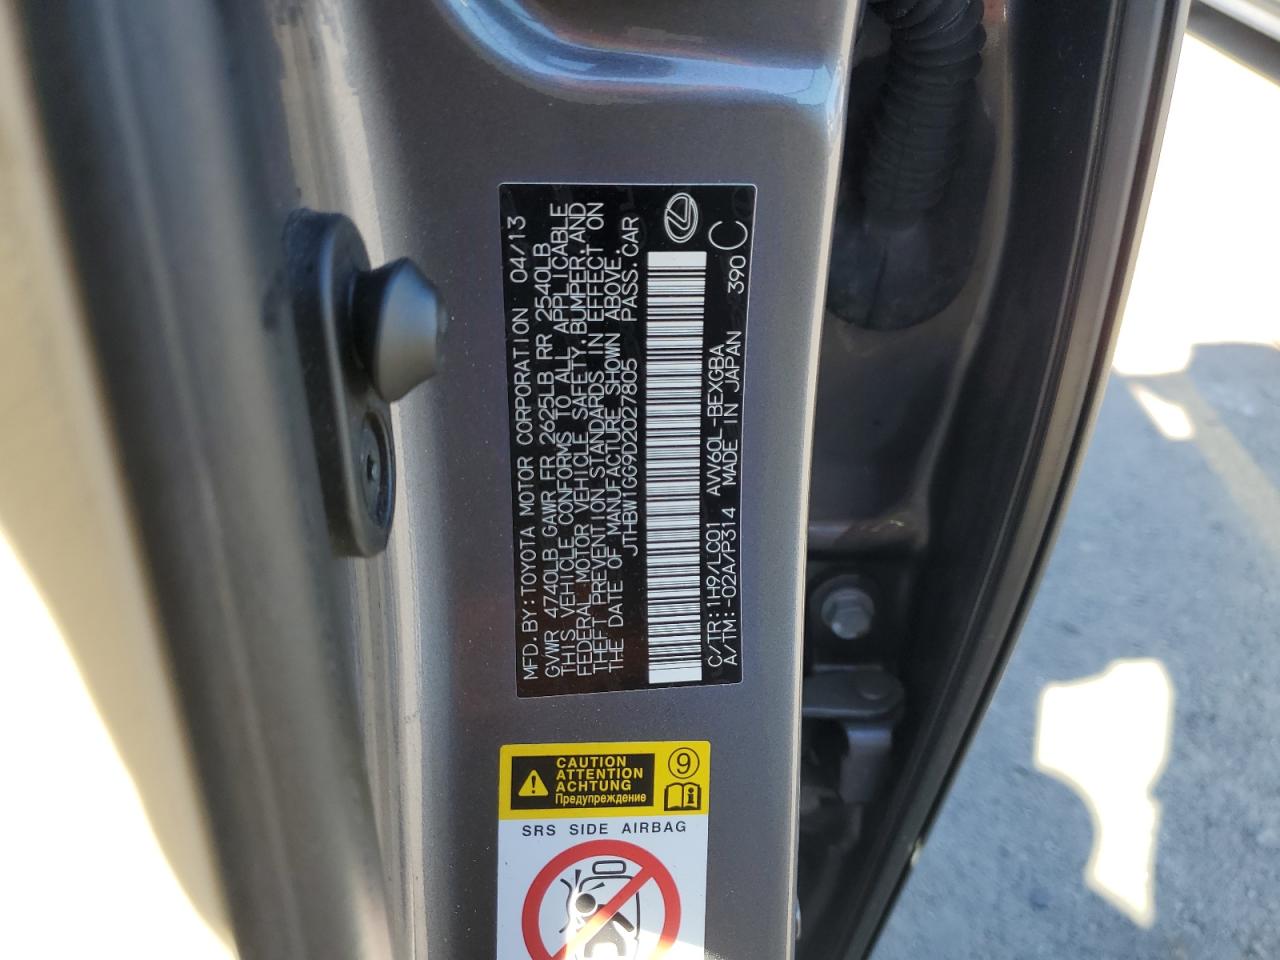 MFD. BY: TOYOTA MOTOR CORPORATION 04/13
GVWR 4740LB GAWR FR 2625LB RR 2540LB
THIS VEHICLE CONFORMS TO ALL APPLICABLE
FEDERAL MOTOR VEHICLE SAFETY, BUMPER, AND
THEFT PREVENTION STANDARDS IN EFFECT ON
THE DATE OF MANUFACTURE SHOWN ABOVE.
JTHBW1GG9D2027805 PASS. CAR
C/TR: 1H9/LC01 AVV60L-BEXGBA
A/TM: -02A/P314 MADE IN JAPAN 390 C
CAUTION
ATTENTION
ACHTUNG
Предупреждение
9
SRS SIDE AIRBAG